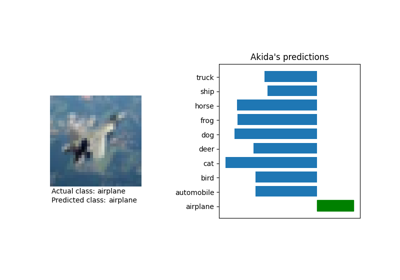 Akida's predictions
truck
ship
horse
frog
dog
deer
cat
bird
automobile
airplane
Actual class: airplane
Predicted class: airplane